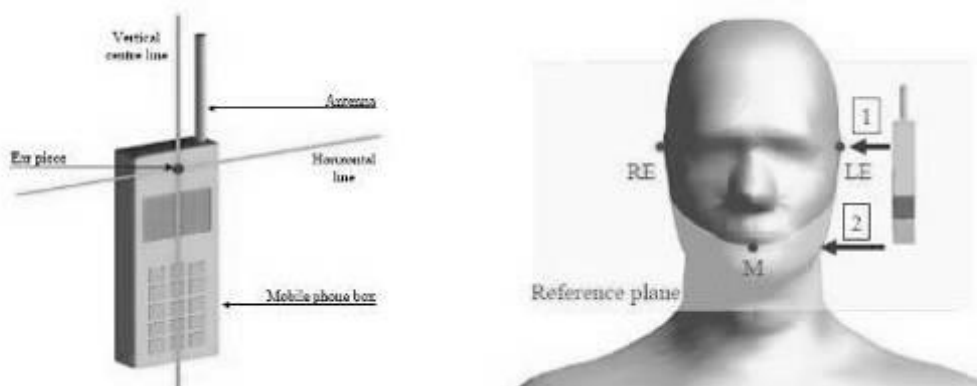 Vertical
centre line
Antenna
Ear piece
Horizontal
line
Mobile phone box
1
RE
LE
2
M
Reference plane